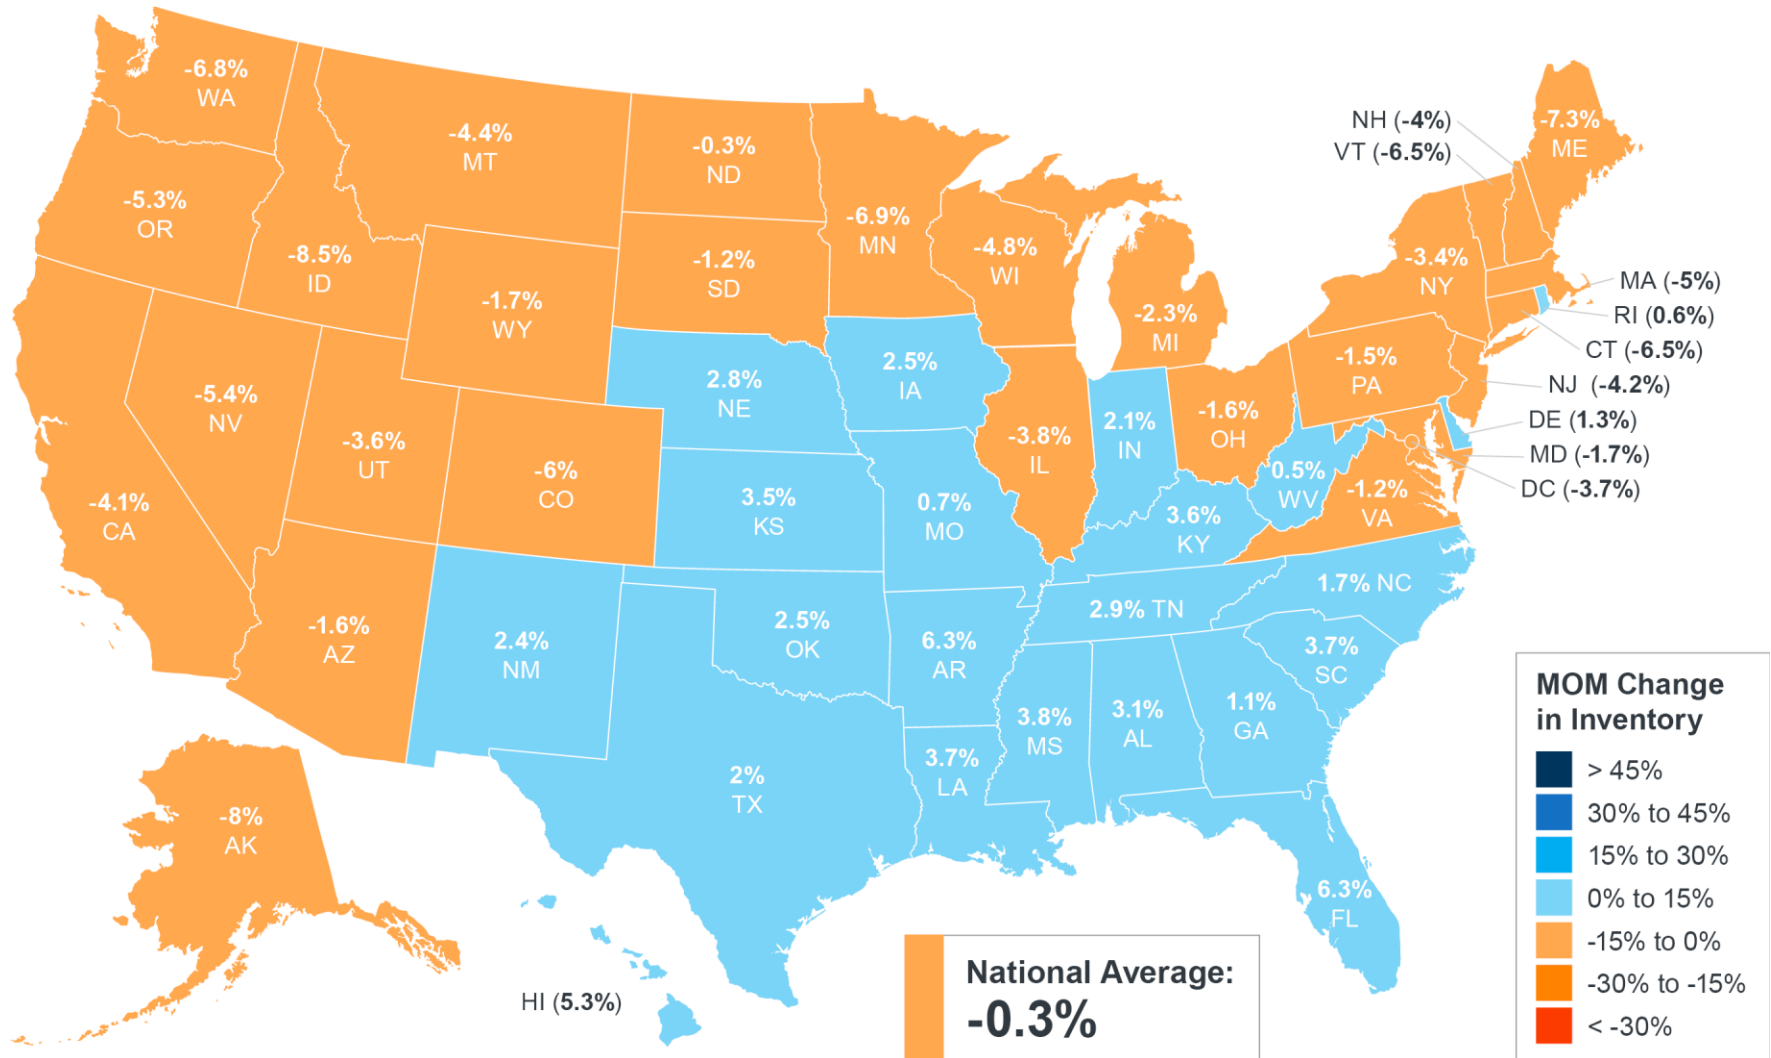 -6.8%
WA
-4.4%
MT
-0.3%
ND
-6.9%
MN
-5.3%
OR
-8.5%
ID
-1.7%
WY
-1.2%
SD
-4.8%
WI
-2.3%
MI
NH (-4%)
VT (-6.5%)
-7.3%
ME
-3.4%
NY
MA (-5%)
RI (0.6%)
CT (-6.5%)
NJ (-4.2%)
DE (1.3%)
MD (-1.7%)
DC (-3.7%)
-4.1%
CA
-5.4%
NV
-3.6%
UT
-6%
CO
2.8%
NE
2.5%
IA
-3.8%
IL
2.1%
IN
-1.6%
OH
-1.5%
PA
3.5%
KS
0.7%
MO
3.6%
KY
0.5%
WV
-1.2%
VA
-1.6%
AZ
2.4%
NM
2.5%
OK
6.3%
AR
2.9% TN
1.7% NC
3.7%
SC
2%
TX
3.7%
LA
3.8%
MS
3.1%
AL
1.1%
GA
6.3%
FL
-8%
AK
HI (5.3%)
National Average:
-0.3%
MOM Change
in Inventory
> 45%
30% to 45%
15% to 30%
0% to 15%
-15% to 0%
-30% to -15%
< -30%